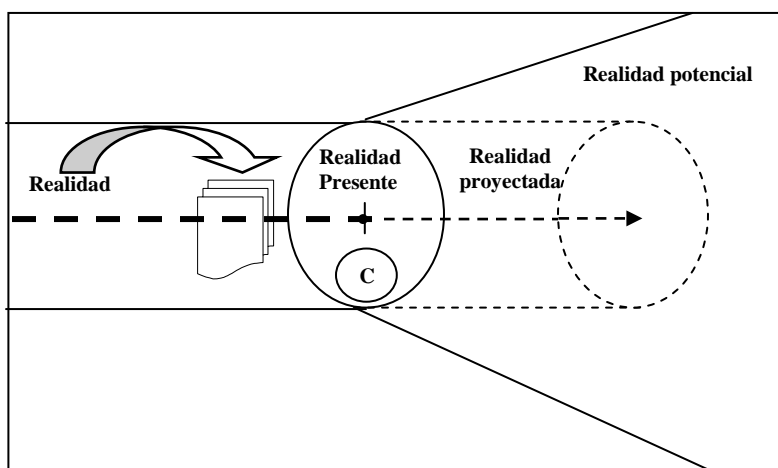 Realidad potencial
Realidad
Realidad
Presente
Realidad
proyectada
C